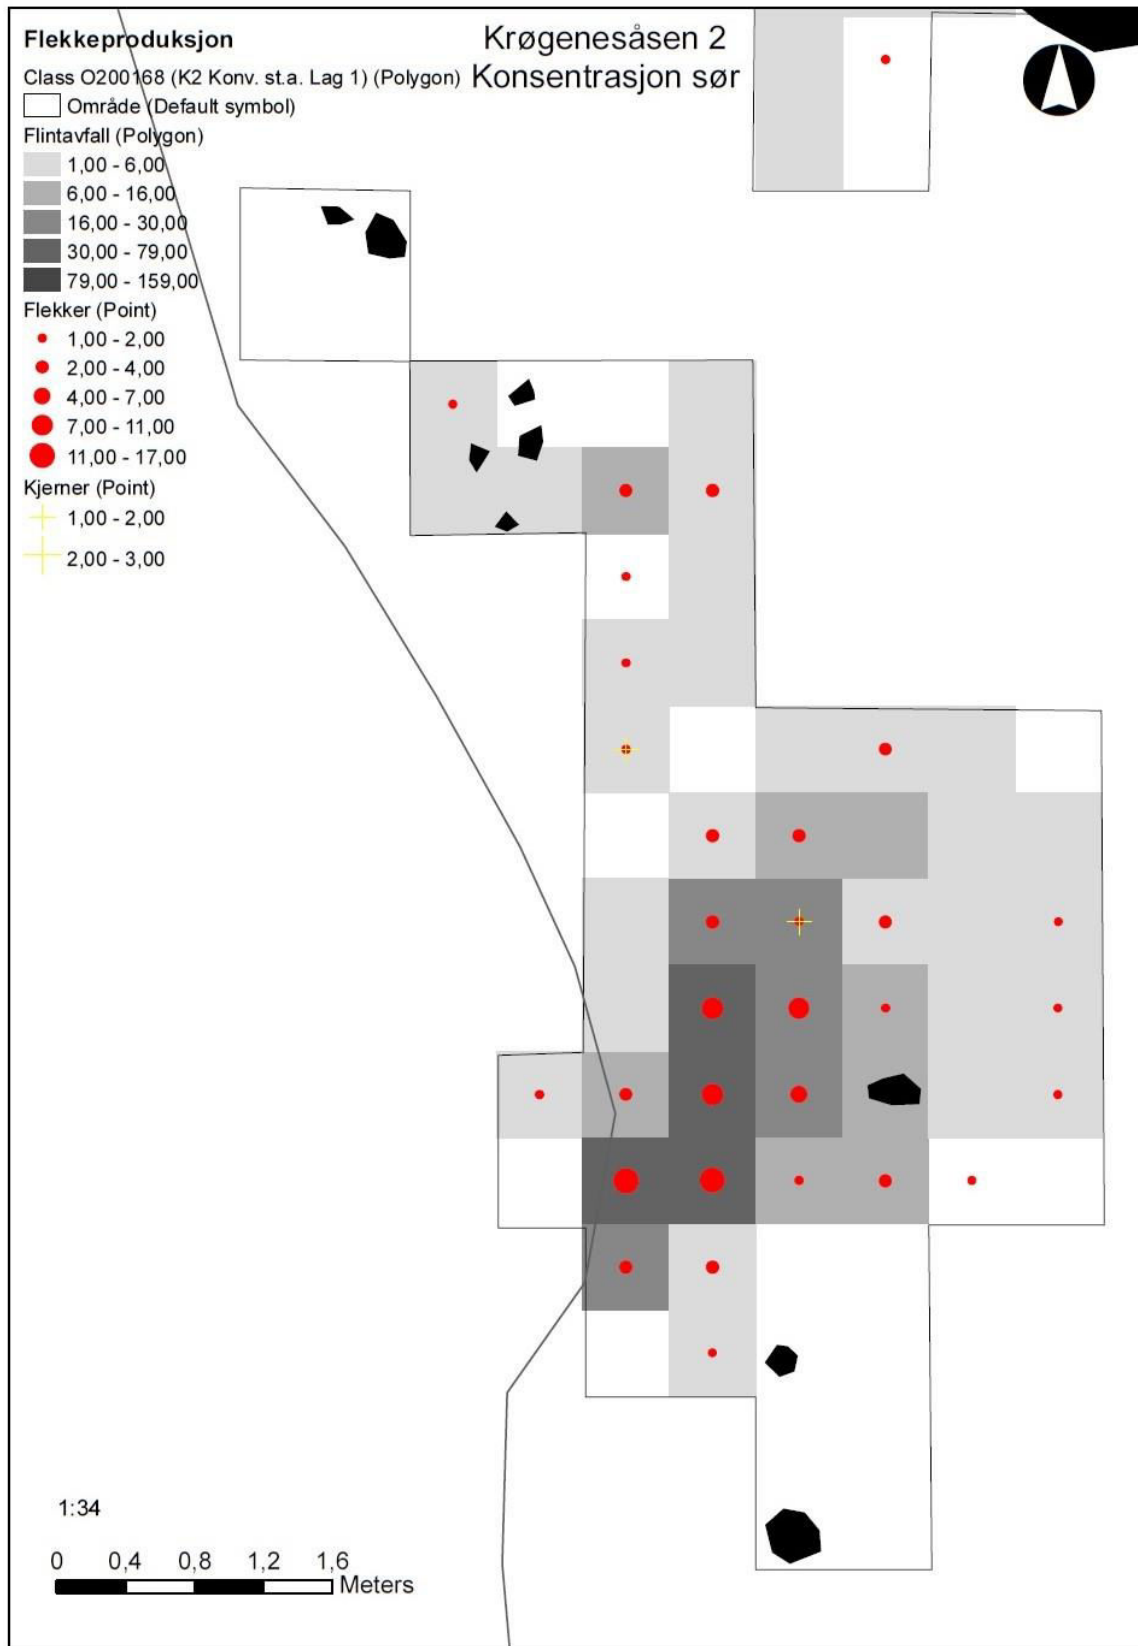 Flekkeproduksjon
Krøgenesåsen 2
Konsentrasjon sør
Class O200168 (K2 Konv. st.a. Lag 1) (Polygon)
Område (Default symbol)
Flintavfall (Polygon)
1,00 - 6,00
6,00 - 16,00
16,00 - 30,00
30,00 - 79,00
79,00 - 159,00
Flekker (Point)
1,00 - 2,00
2,00 - 4,00
4,00 - 7,00
7,00 - 11,00
11,00 - 17,00
Kjerner (Point)
1,00 - 2,00
2,00 - 3,00
1:34
0 0,4 0,8 1,2 1,6
Meters